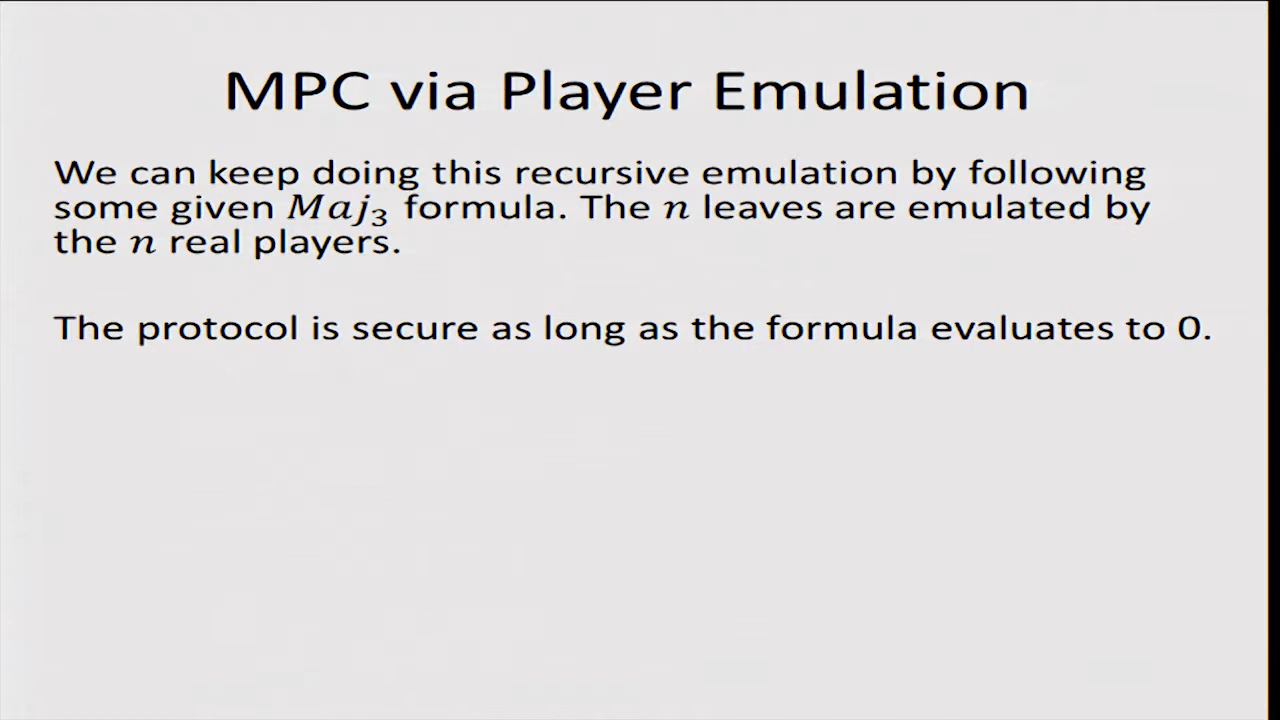 MPC via Player Emulation
We can keep doing this recursive emulation by following
some given Maj₃ formula. The n leaves are emulated by
the n real players.
The protocol is secure as long as the formula evaluates to 0.